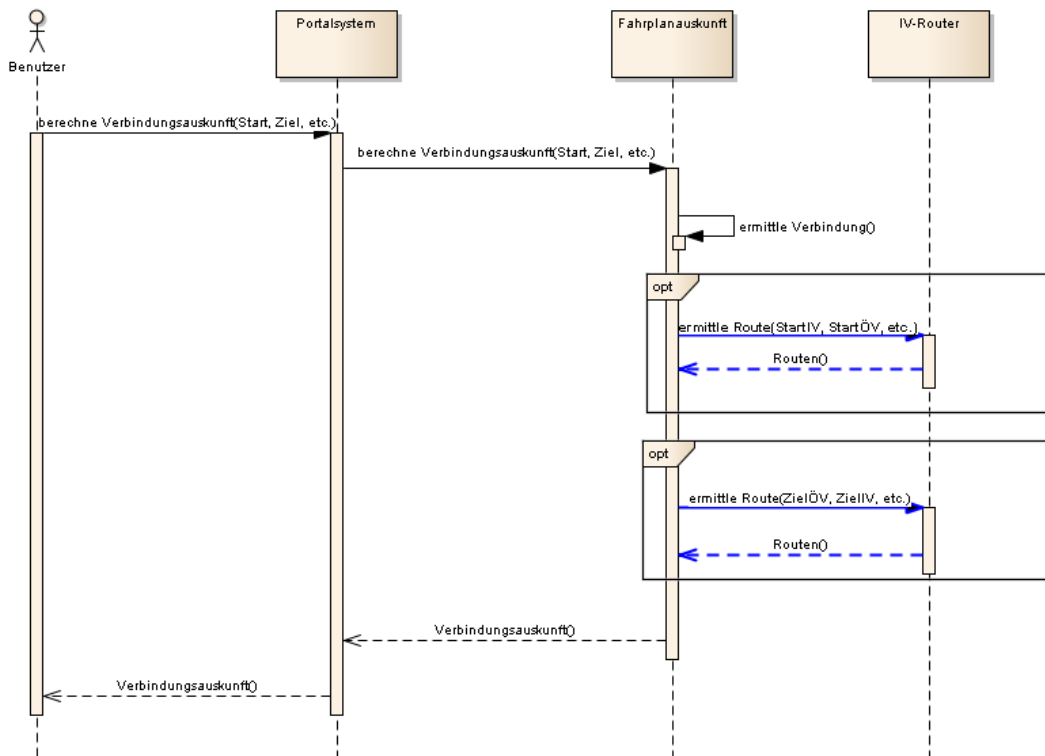 Portalsystem
Fahrplanauskunft
IV-Router
Benutzer
berechne Verbindungsauskunft(Start, Ziel, etc.)
berechne Verbindungsauskunft(Start, Ziel, etc.)
ermittle Verbindung()
opt
ermittle Route(StartIV, StartÖV, etc.)
Routen()
opt
ermittle Route(ZielÖV, ZielIV, etc.)
Routen()
Verbindungsauskunft()
Verbindungsauskunft()